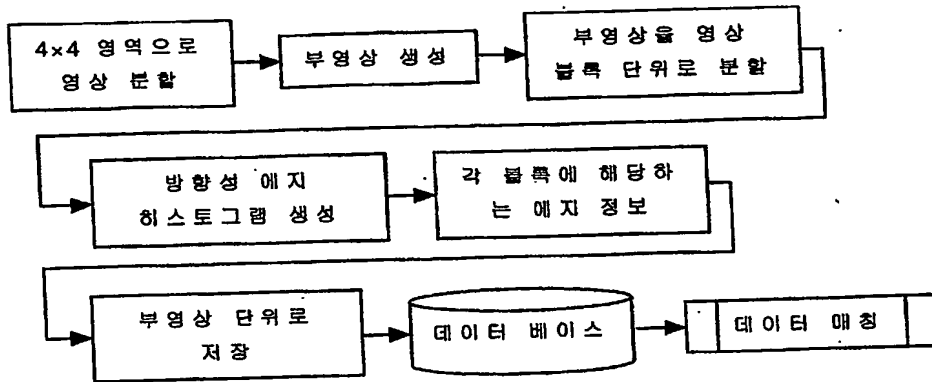 4×4 영역으로
영상 분할
부영상 생성
부영상을 영상
블록 단위로 분할
방향성 에지
히스토그램 생성
각 블록에 해당하
는 에지 정보
부영상 단위로
저장
데이터 베이스
데이터 매칭